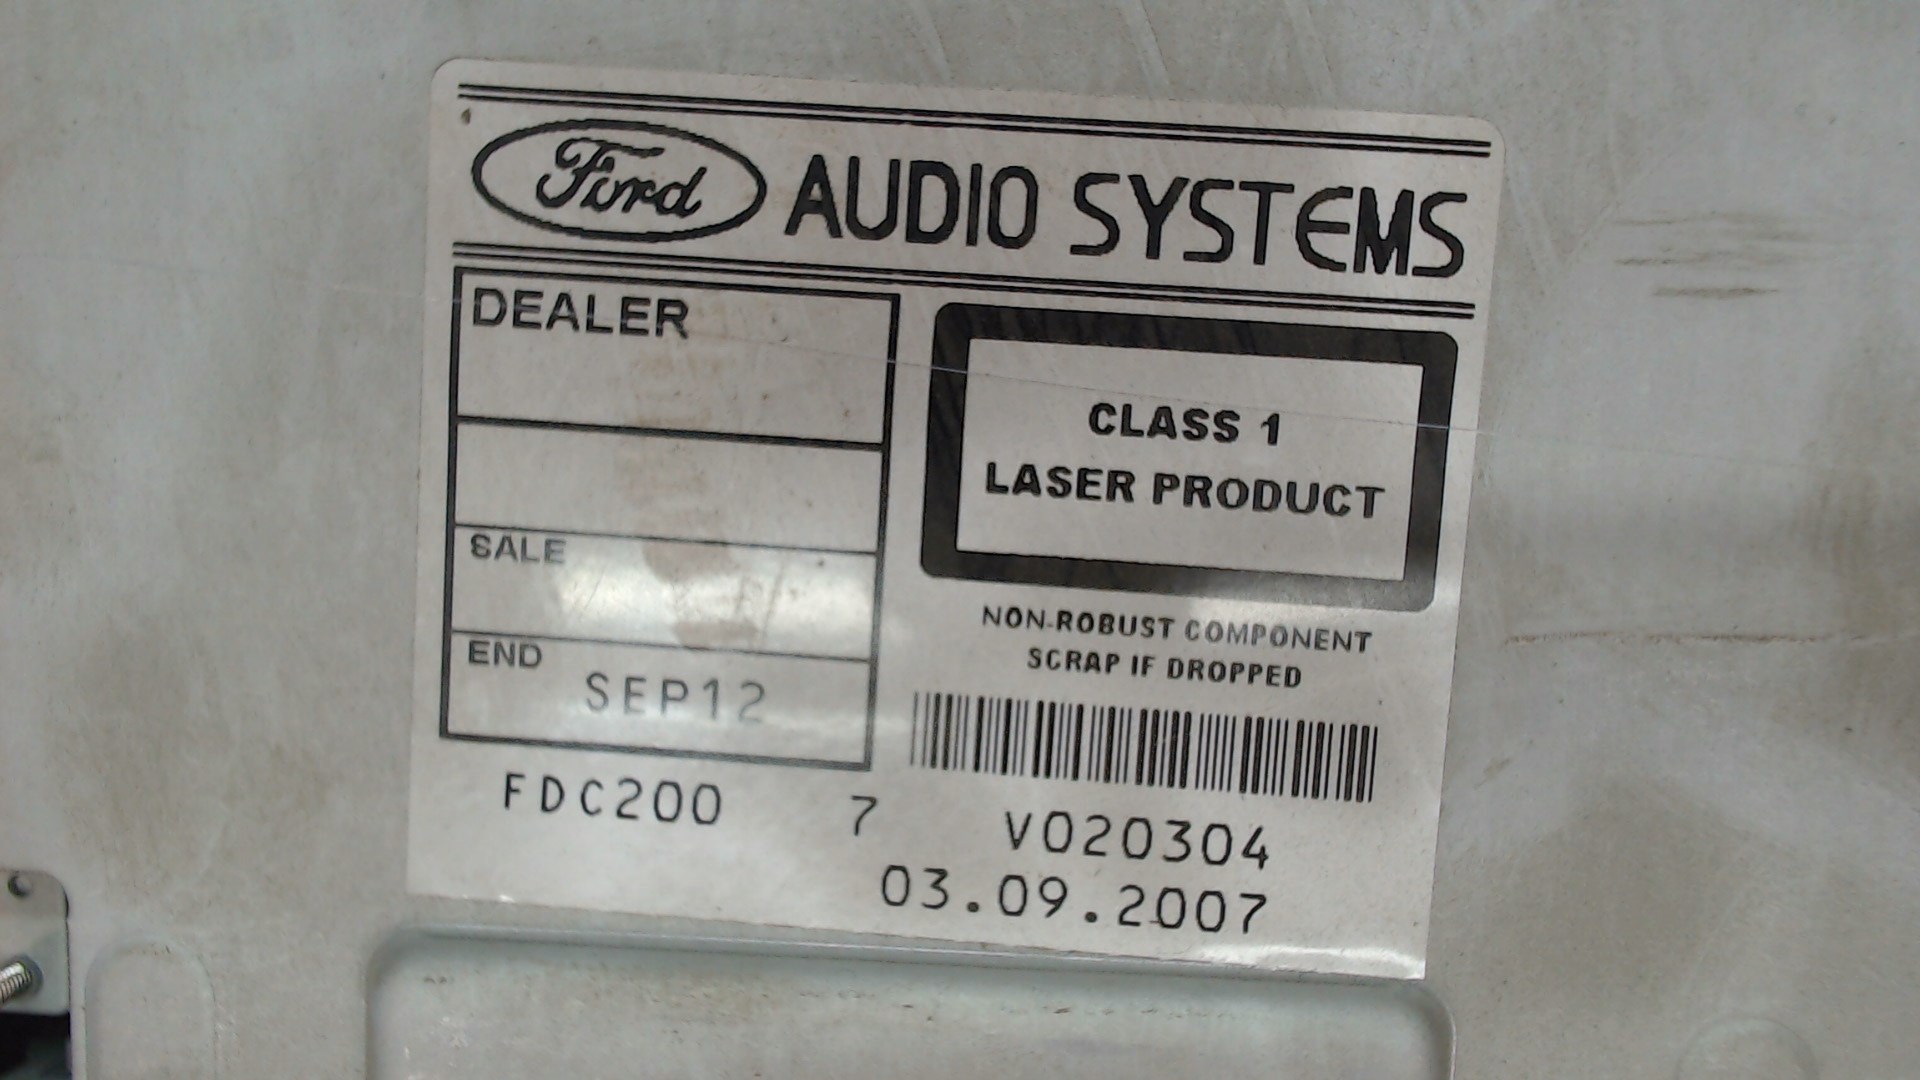 Ford AUDIO SYSTEMS
DEALER
SALE
END SEP12
CLASS 1
LASER PRODUCT
NON-ROBUST COMPONENT
SCRAP IF DROPPED
FDC200 7 V020304
03.09.2007